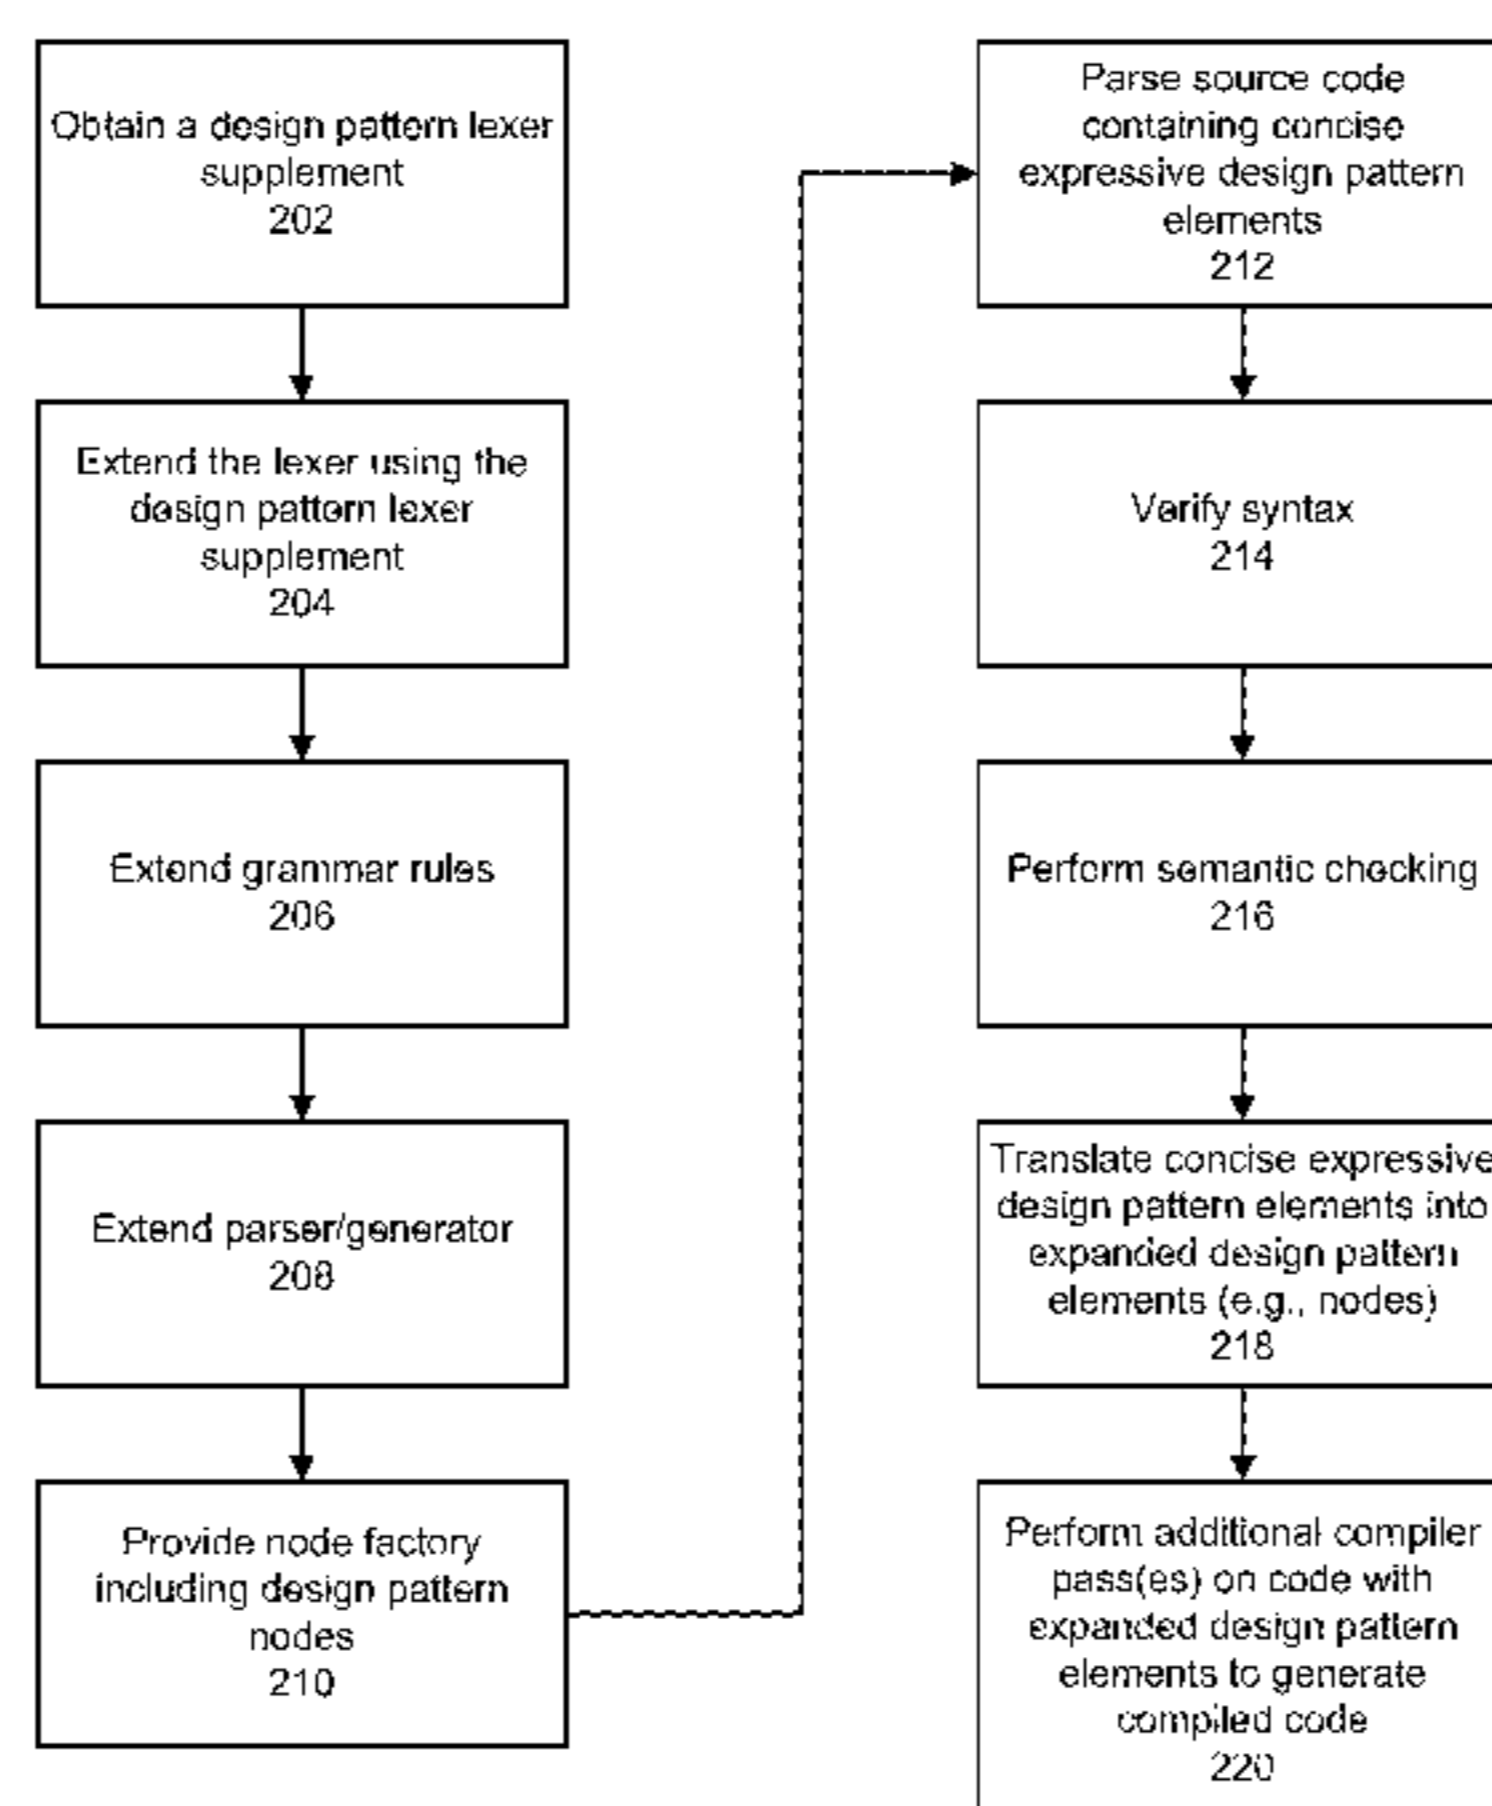 Obtain a design pattern lexer
supplement
202
Extend the lexer using the
design pattern lexer
supplement
204
Extend grammar rules
206
Extend parser/generator
208
Provide node factory
including design pattern
nodes
210
Parse source code
containing concise
expressive design pattern
elements
212
Verify syntax
214
Perform semantic checking
216
Translate concise expressive
design pattern elements into
expanded design pattern
elements (e.g., nodes)
218
Perform additional compiler
pass(es) on code with
expanded design pattern
elements to generate
compiled code
220